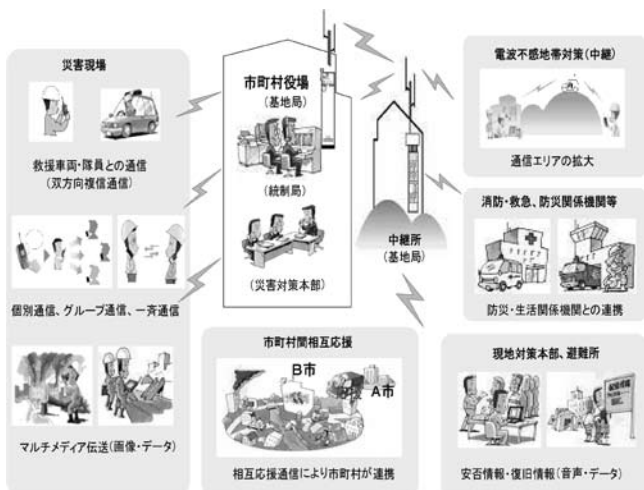 災害現場
救援車両・隊員との通信
(双方向複信通信)
個別通信、グループ通信、一斉通信
マルチメディア伝送(画像・データ)
市町村役場
(基地局)
(統制局)
(災害対策本部)
中継所
(基地局)
市町村間相互応援
B市
A市
相互応援通信により市町村が連携
電波不感地帯対策(中継)
通信エリアの拡大
消防・救急、防災関係機関等
防災・生活関係機関との連携
現地対策本部、避難所
安否情報・復旧情報(音声・データ)